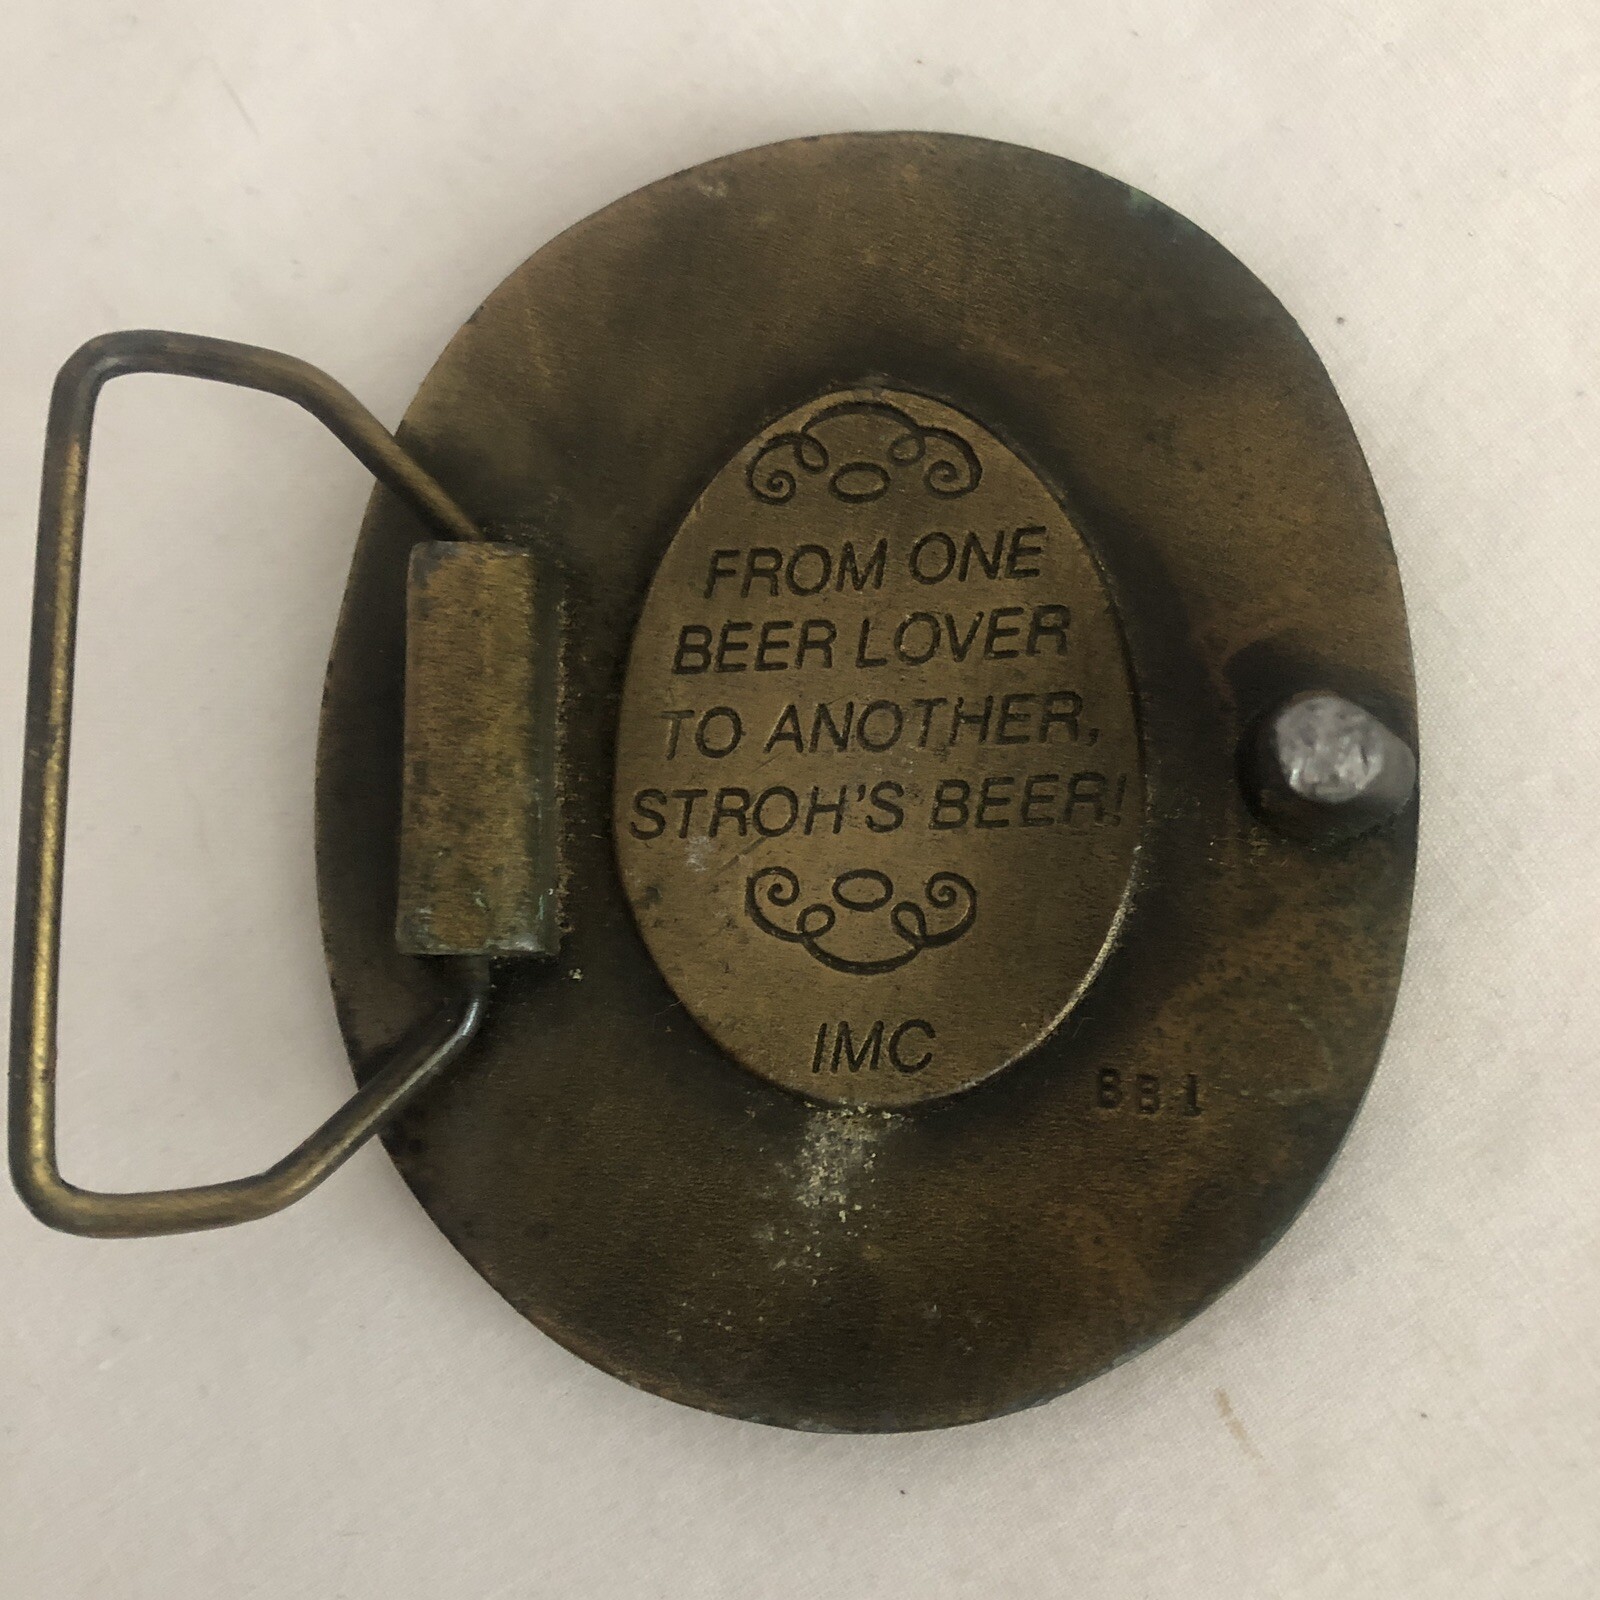 FROM ONE
BEER LOVER
TO ANOTHER,
STROH'S BEER!
IMC
BB1